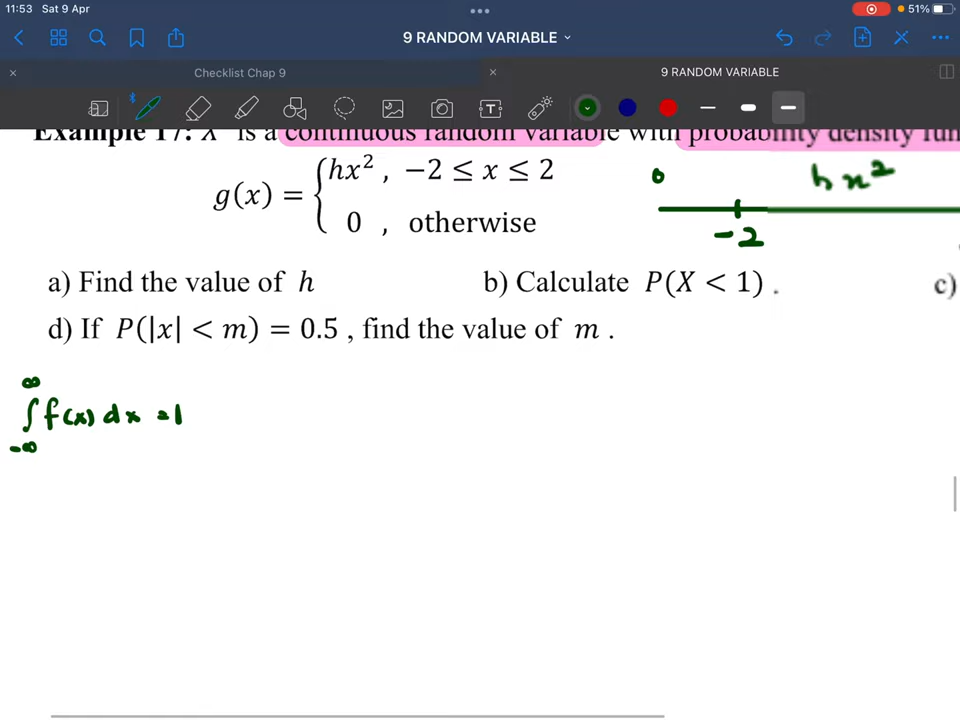 11:53 Sat 9 Apr
51%
9 RANDOM VARIABLE
Checklist Chap 9
9 RANDOM VARIABLE
Example 17: X is a continuous random variable with probability density fun
g(x) = { hx², −2 ≤ x ≤ 2
0 , otherwise
0
hx²
-2
a) Find the value of h
b) Calculate P(X < 1) .
c)
d) If P(|x| < m) = 0.5 , find the value of m .
∫ f(x) dx = 1
∞
-∞